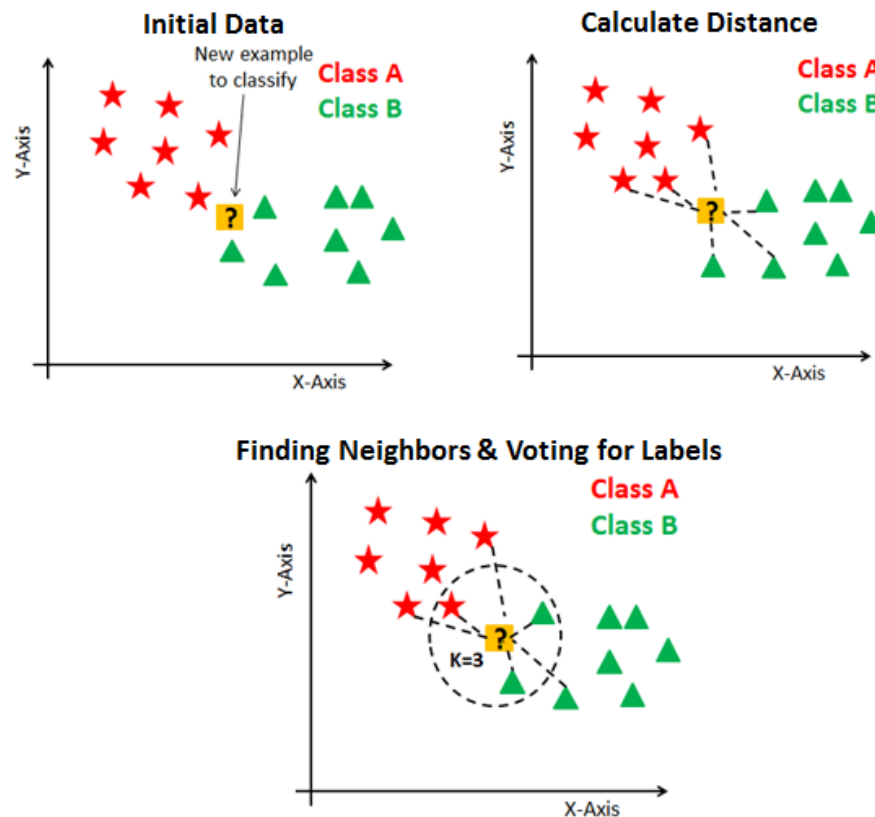 Initial Data
New example
to classify
Class A
Class B
?
Y-Axis
X-Axis
Calculate Distance
Class A
Class B
?
Y-Axis
X-Axis
Finding Neighbors & Voting for Labels
Class A
Class B
?
K=3
Y-Axis
X-Axis